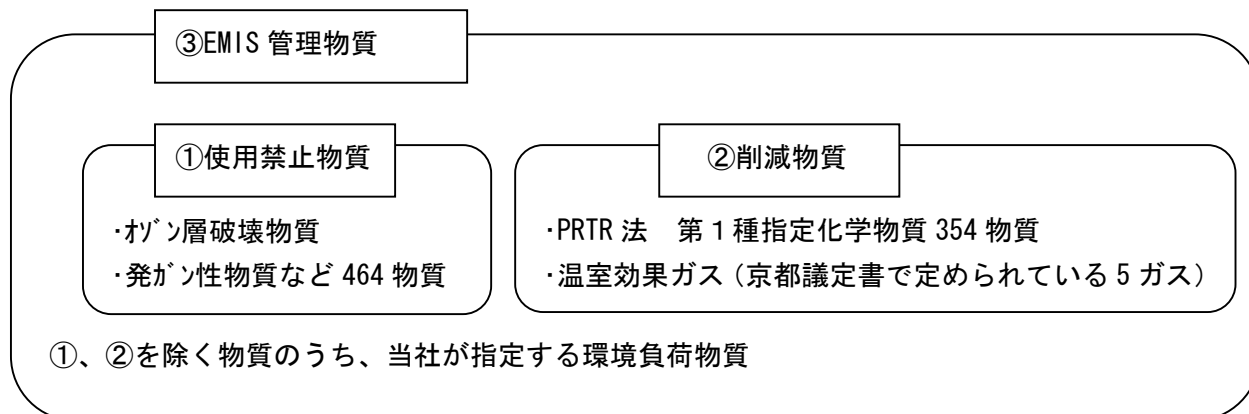 ③EMIS 管理物質
①使用禁止物質
・ｵｿﾞﾝ層破壊物質
・発ｶﾞﾝ性物質など 464 物質
②削減物質
・PRTR 法　第１種指定化学物質 354 物質
・温室効果ガス（京都議定書で定められている 5 ガス）
①、②を除く物質のうち、当社が指定する環境負荷物質